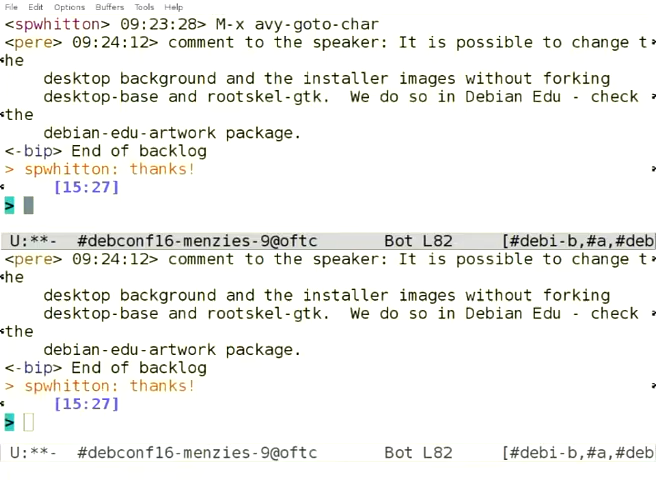 File Edit Options Buffers Tools Help
<spwhitton> 09:23:28> M-x avy-goto-char
<pere> 09:24:12> comment to the speaker: It is possible to change t
he
desktop background and the installer images without forking
desktop-base and rootskel-gtk. We do so in Debian Edu - check
the
debian-edu-artwork package.
<-bip> End of backlog
> spwhitton: thanks!
[15:27]
>
U:**- #debconf16-menzies-9@oftc Bot L82 [#debi-b,#a,#deb
<pere> 09:24:12> comment to the speaker: It is possible to change t
he
desktop background and the installer images without forking
desktop-base and rootskel-gtk. We do so in Debian Edu - check
the
debian-edu-artwork package.
<-bip> End of backlog
> spwhitton: thanks!
[15:27]
>
U:**- #debconf16-menzies-9@oftc Bot L82 [#debi-b,#a,#deb